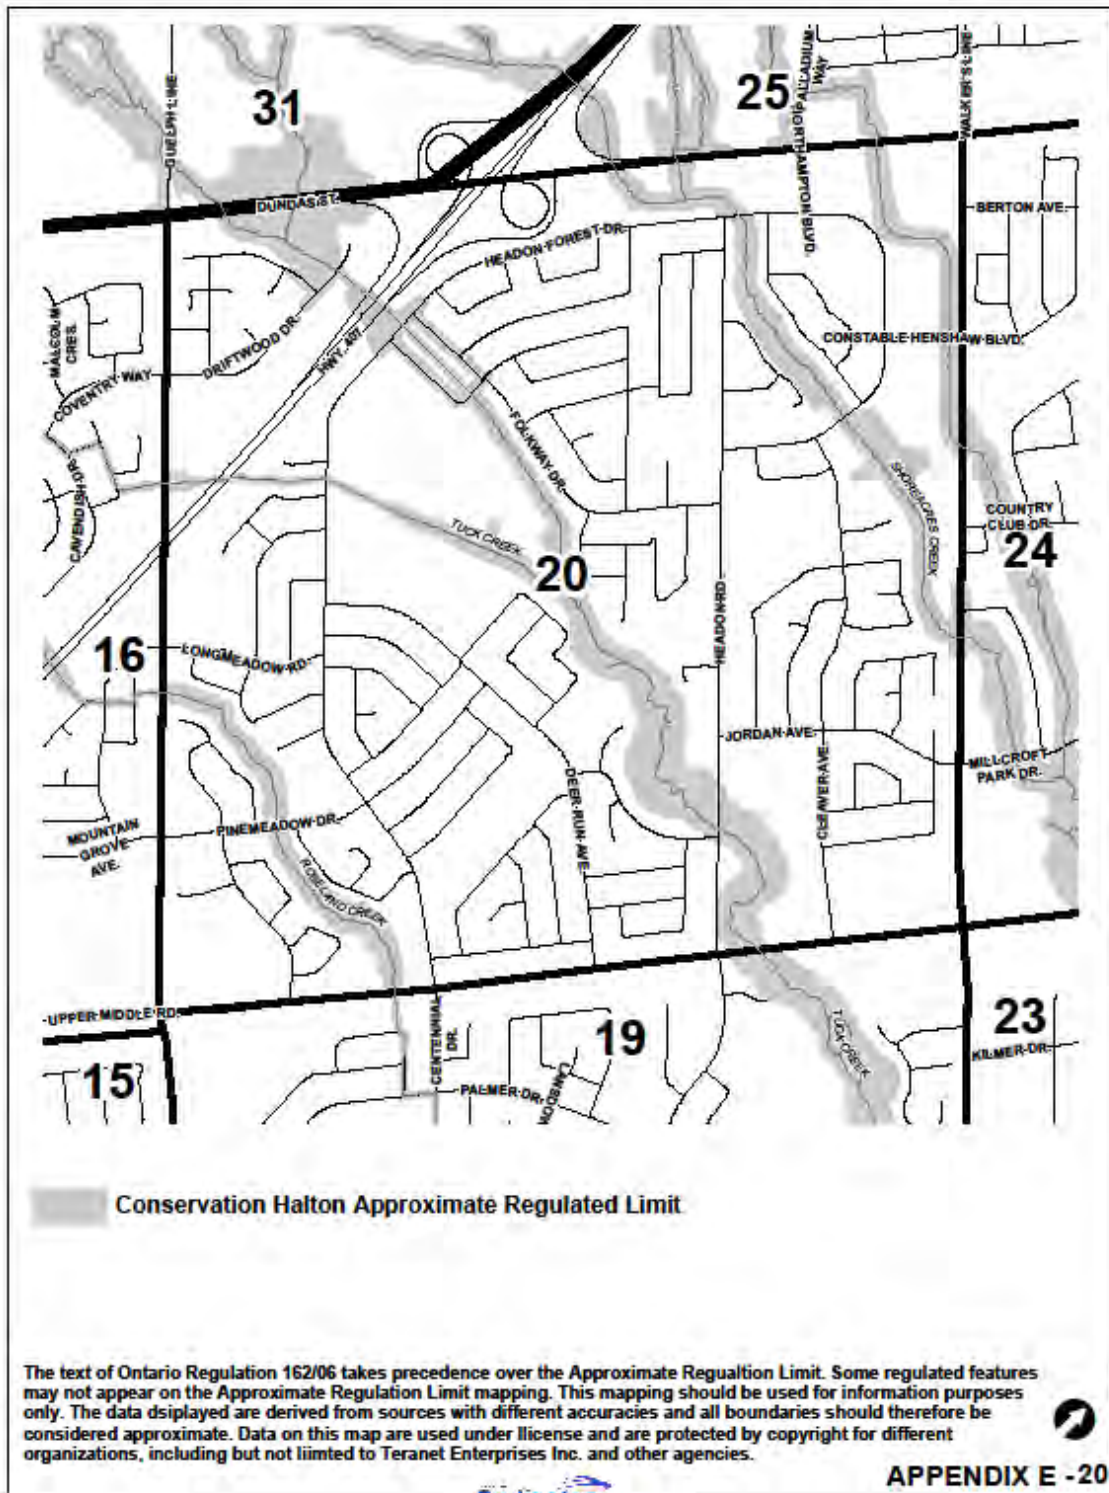 31
25
GUELPH LINE
PALLADIUM
WAY
NORTHAMPTON BLVD.
WALKER'S LINE
DUNDAS ST.
BERTON AVE.
HEADON FOREST DR.
MALCOLM
CRES.
DRIFTWOOD DR.
HWY. 407
CONSTABLE HENSHAW BLVD.
COVENTRY WAY
FOLKWAY DR.
CAVENDISH DR.
SHOREACRES CREEK
TUCK CREEK
COUNTRY
CLUB DR.
20
24
HEADON RD
16
LONGMEADOW RD
JORDAN AVE.
MILLCROFT
PARK DR.
DEER RUN AVE.
CLEAVER AVE
MOUNTAIN
GROVE
AVE.
PINEMEADOW DR.
ROSELAND CREEK
UPPER MIDDLE RD.
CENTENNIAL
DR.
19
23
TUCK CREEK
KILMER DR.
15
PALMER DR.
LANSDOW
Conservation Halton Approximate Regulated Limit
The text of Ontario Regulation 162/06 takes precedence over the Approximate Regualtion Limit. Some regulated features
may not appear on the Approximate Regulation Limit mapping. This mapping should be used for information purposes
only. The data dsiplayed are derived from sources with different accuracies and all boundaries should therefore be
considered approximate. Data on this map are used under llicense and are protected by copyright for different
organizations, including but not liimted to Teranet Enterprises Inc. and other agencies.
APPENDIX E -20